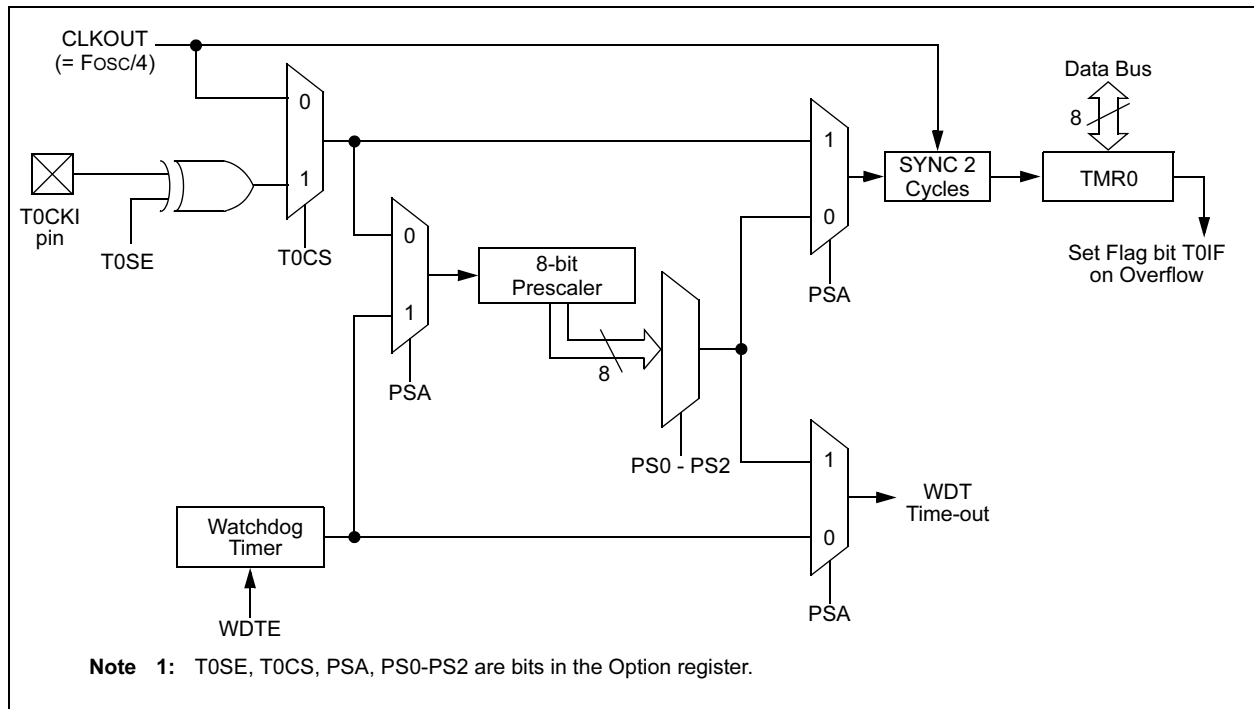 CLKOUT
(= FOSC/4)
Data Bus
8
0
1
1
0
SYNC 2
Cycles
TMR0
T0CKI
pin
T0SE
T0CS
0
1
8-bit
Prescaler
8
PSA
PSA
Set Flag bit T0IF
on Overflow
PS0 - PS2
1
0
WDT
Time-out
Watchdog
Timer
PSA
WDTE
Note 1: T0SE, T0CS, PSA, PS0-PS2 are bits in the Option register.